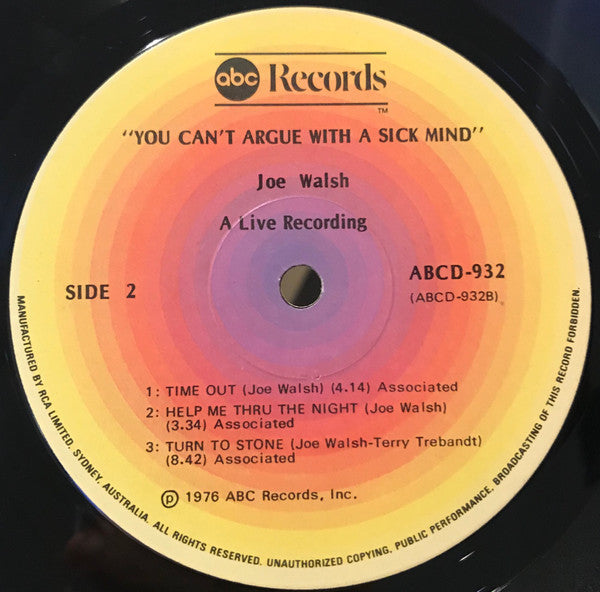 abc Records
TM
"YOU CAN'T ARGUE WITH A SICK MIND"
Joe Walsh
A Live Recording
SIDE 2
ABCD-932
(ABCD-932B)
1: TIME OUT (Joe Walsh) (4.14) Associated
2: HELP ME THRU THE NIGHT (Joe Walsh)
(3.34) Associated
3: TURN TO STONE (Joe Walsh-Terry Trebandt)
(8.42) Associated
℗ 1976 ABC Records, Inc.
MANUFACTURED BY RCA LIMITED. SYDNEY. AUSTRALIA. ALL RIGHTS RESERVED. UNAUTHORIZED COPYING, PUBLIC PERFORMANCE, BROADCASTING OF THIS RECORD FORBIDDEN.